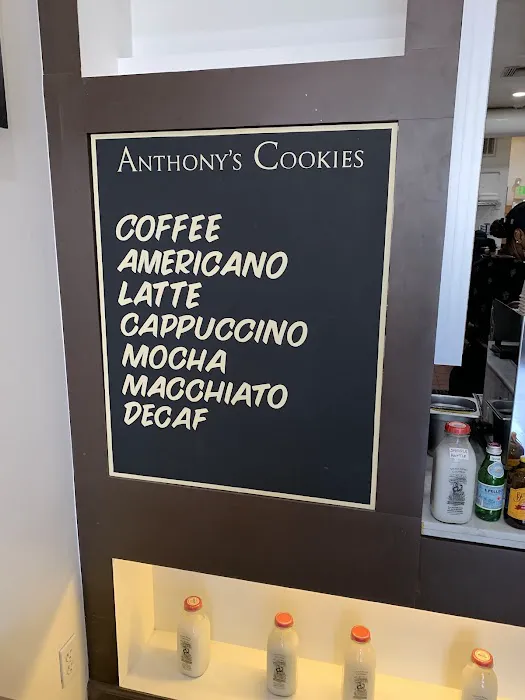 ANTHONY'S COOKIES
COFFEE
AMERICANO
LATTE
CAPPUCCINO
MOCHA
MACCHIATO
DECAF